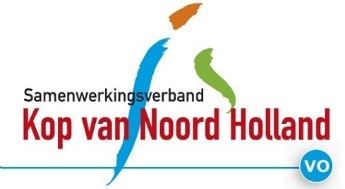 Samenwerkingsverband
Kop van Noord Holland
VO